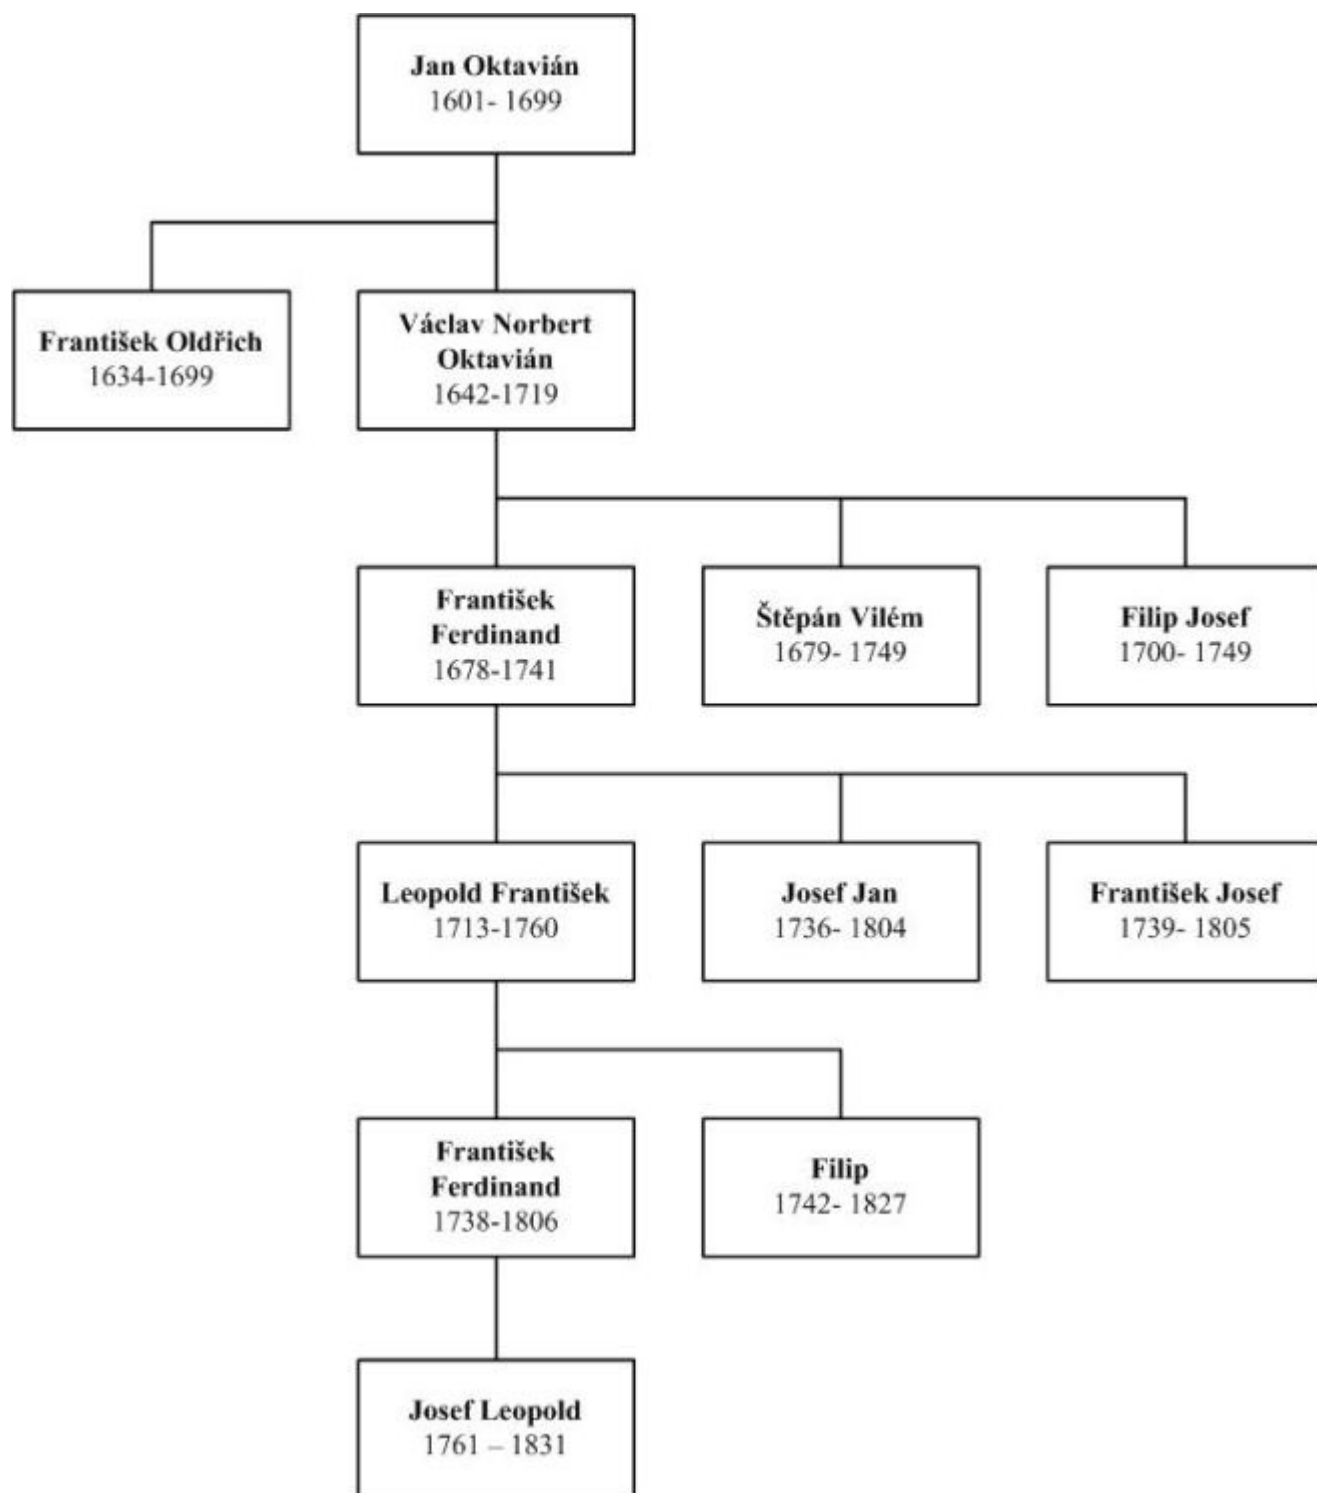 Jan Oktavián
1601- 1699
František Oldřich
1634-1699
Václav Norbert
Oktavián
1642-1719
František
Ferdinand
1678-1741
Štěpán Vilém
1679- 1749
Filip Josef
1700- 1749
Leopold František
1713-1760
Josef Jan
1736- 1804
František Josef
1739- 1805
František
Ferdinand
1738-1806
Filip
1742- 1827
Josef Leopold
1761 – 1831